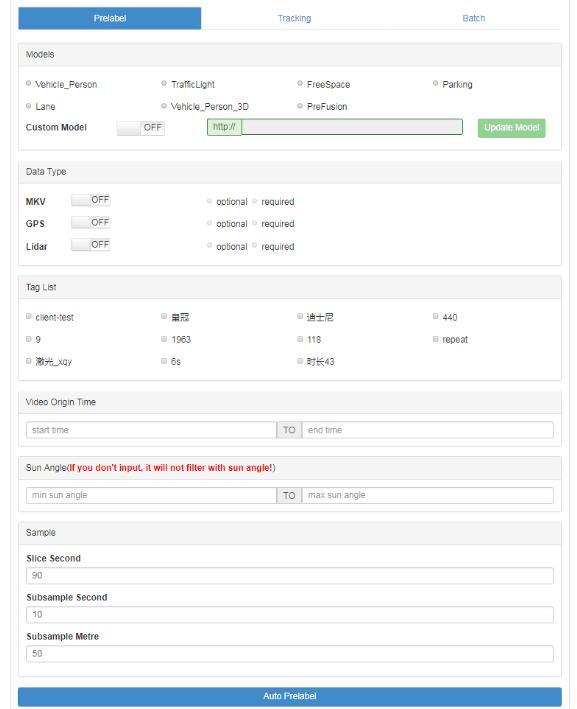 Prelabel Tracking Batch
Models
Vehicle_Person TrafficLight FreeSpace Parking
Lane Vehicle_Person_3D PreFusion
Custom Model OFF http:// Update Model
Data Type
MKV OFF optional required
GPS OFF optional required
Lidar OFF optional required
Tag List
client-test 皇冠 迪士尼 440
9 1963 118 repeat
激光_xqy 6s 时长43
Video Origin Time
start time TO end time
Sun Angle(If you don't input, it will not filter with sun angle!)
min sun angle TO max sun angle
Sample
Slice Second
90
Subsample Second
10
Subsample Metre
50
Auto Prelabel